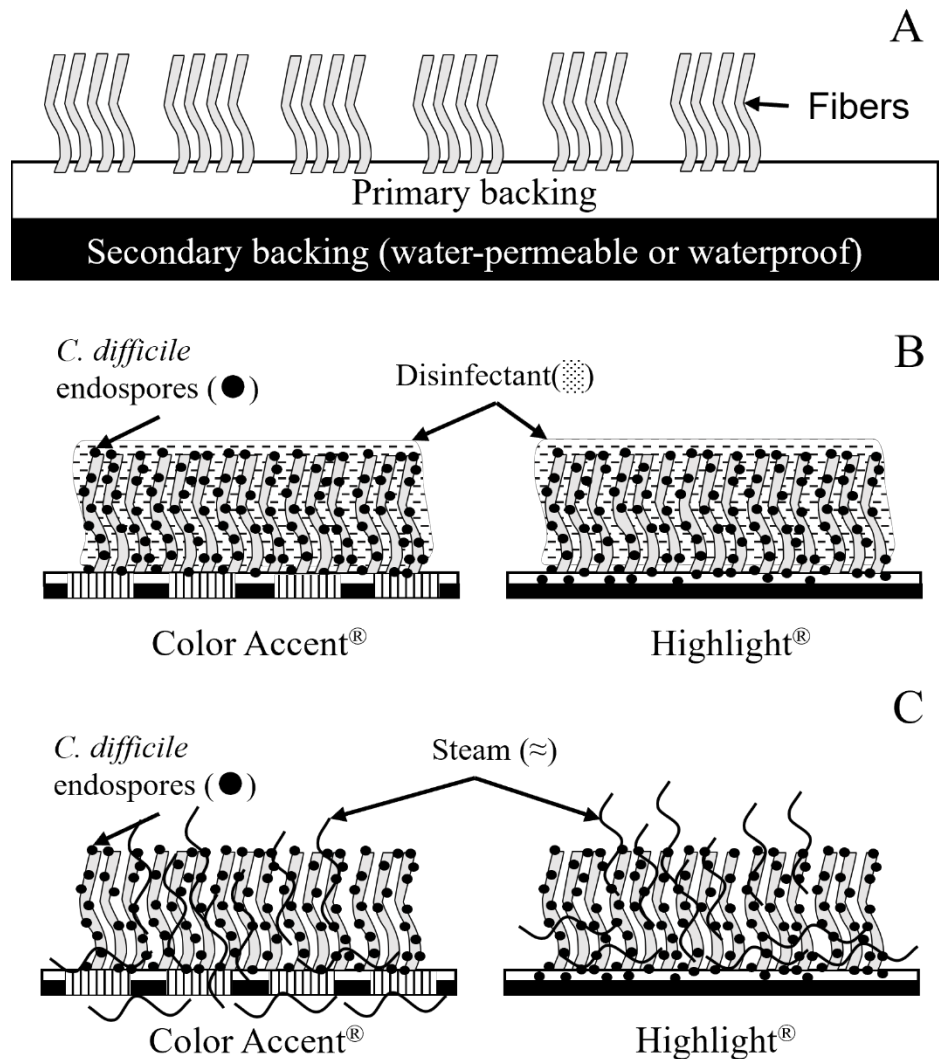 A
Fibers
Primary backing
Secondary backing (water-permeable or waterproof)
B
C. difficile
endospores (●)
Disinfectant(░)
Color Accent®
Highlight®
C
C. difficile
endospores (●)
Steam (≈)
Color Accent®
Highlight®